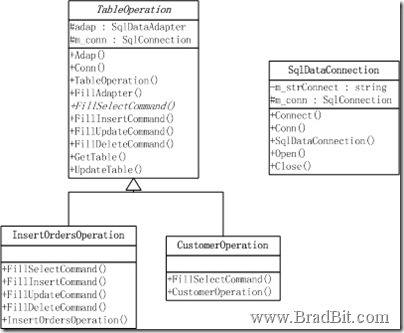 TableOperation
#adap : SqlDataAdapter
#m_conn : SqlConnection
+Adap()
+Conn()
+TableOperation()
+FillAdapter()
+FillSelectCommand()
+FillInsertCommand()
+FillUpdateCommand()
+FillDeleteCommand()
+GetTable()
+UpdateTable()
SqlDataConnection
-m_strConnect : string
#m_conn : SqlConnection
+Connect()
+Conn()
+SqlDataConnection()
+Open()
+Close()
InsertOrdersOperation
+FillSelectCommand()
+FillInsertCommand()
+FillUpdateCommand()
+FillDeleteCommand()
+InsertOrdersOperation()
CustomerOperation
+FillSelectCommand()
+CustomerOperation()
www.BradBit.com